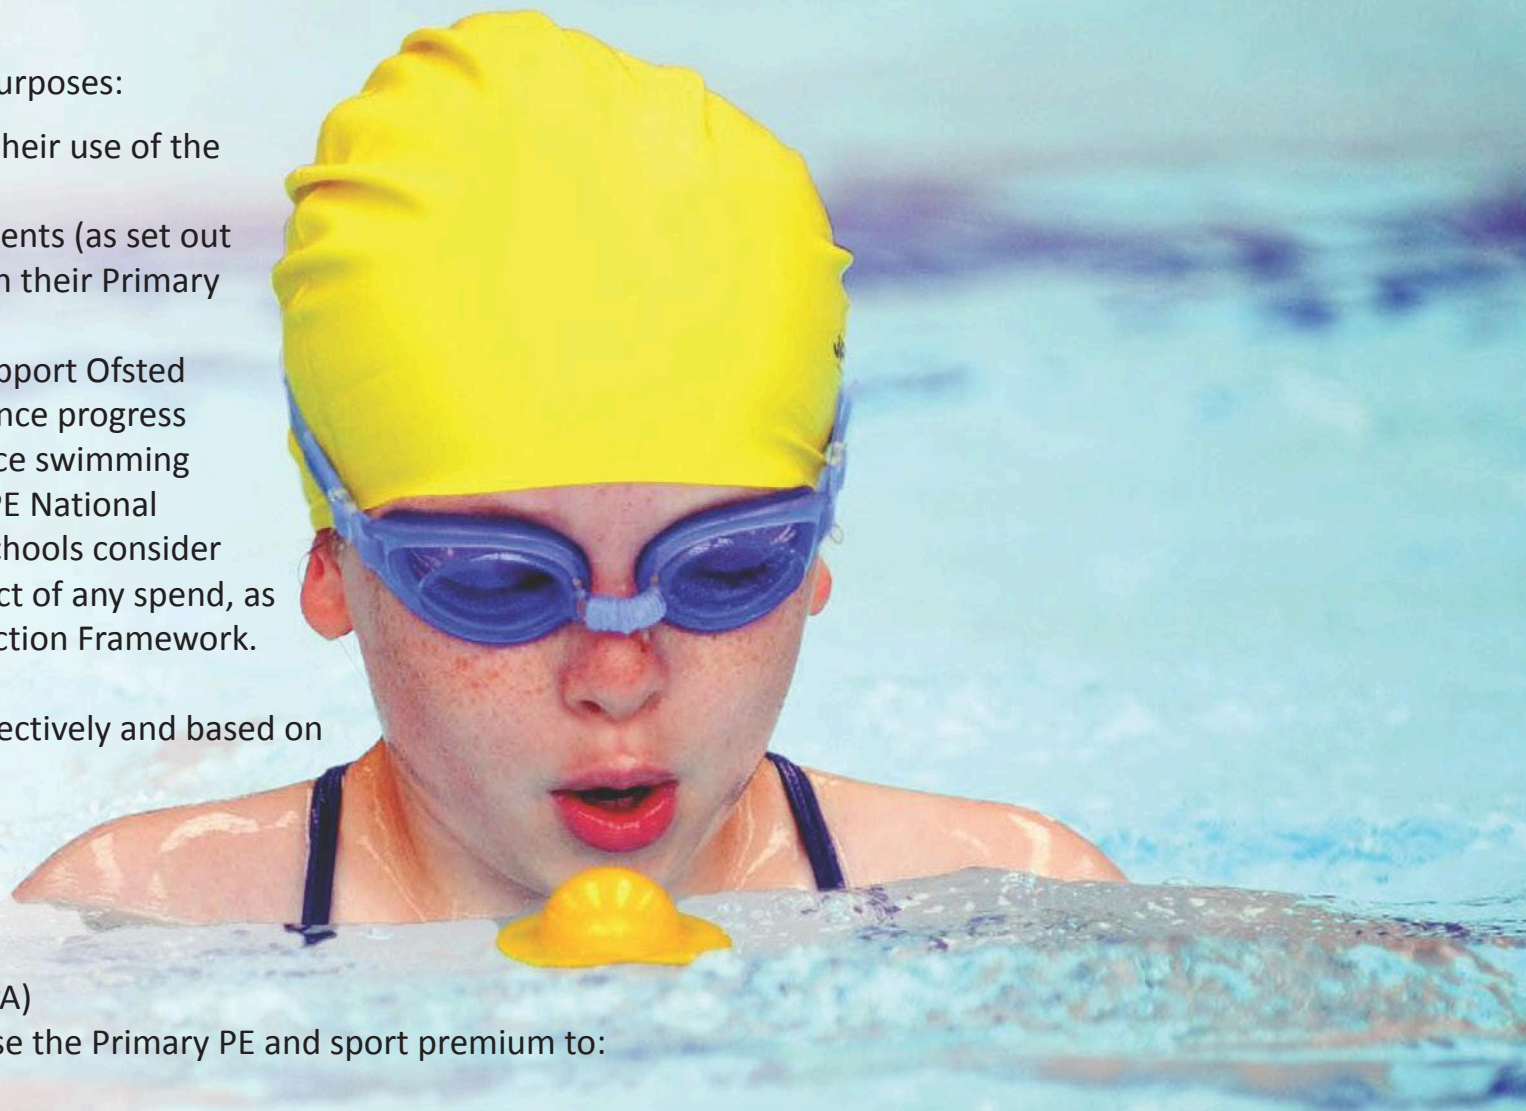 urposes:
heir use of the
ents (as set out
n their Primary
pport Ofsted
nce progress
ce swimming
PE National
chools consider
ct of any spend, as
ction Framework.
ectively and based on
A)
se the Primary PE and sport premium to: